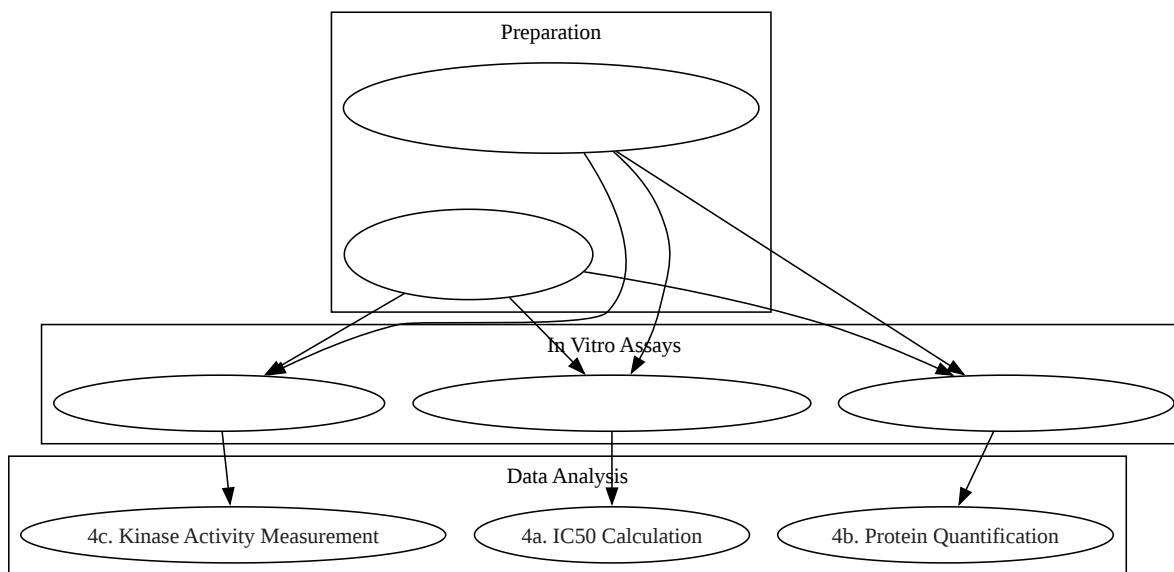 Preparation
In Vitro Assays
Data Analysis
4c. Kinase Activity Measurement
4a. IC50 Calculation
4b. Protein Quantification